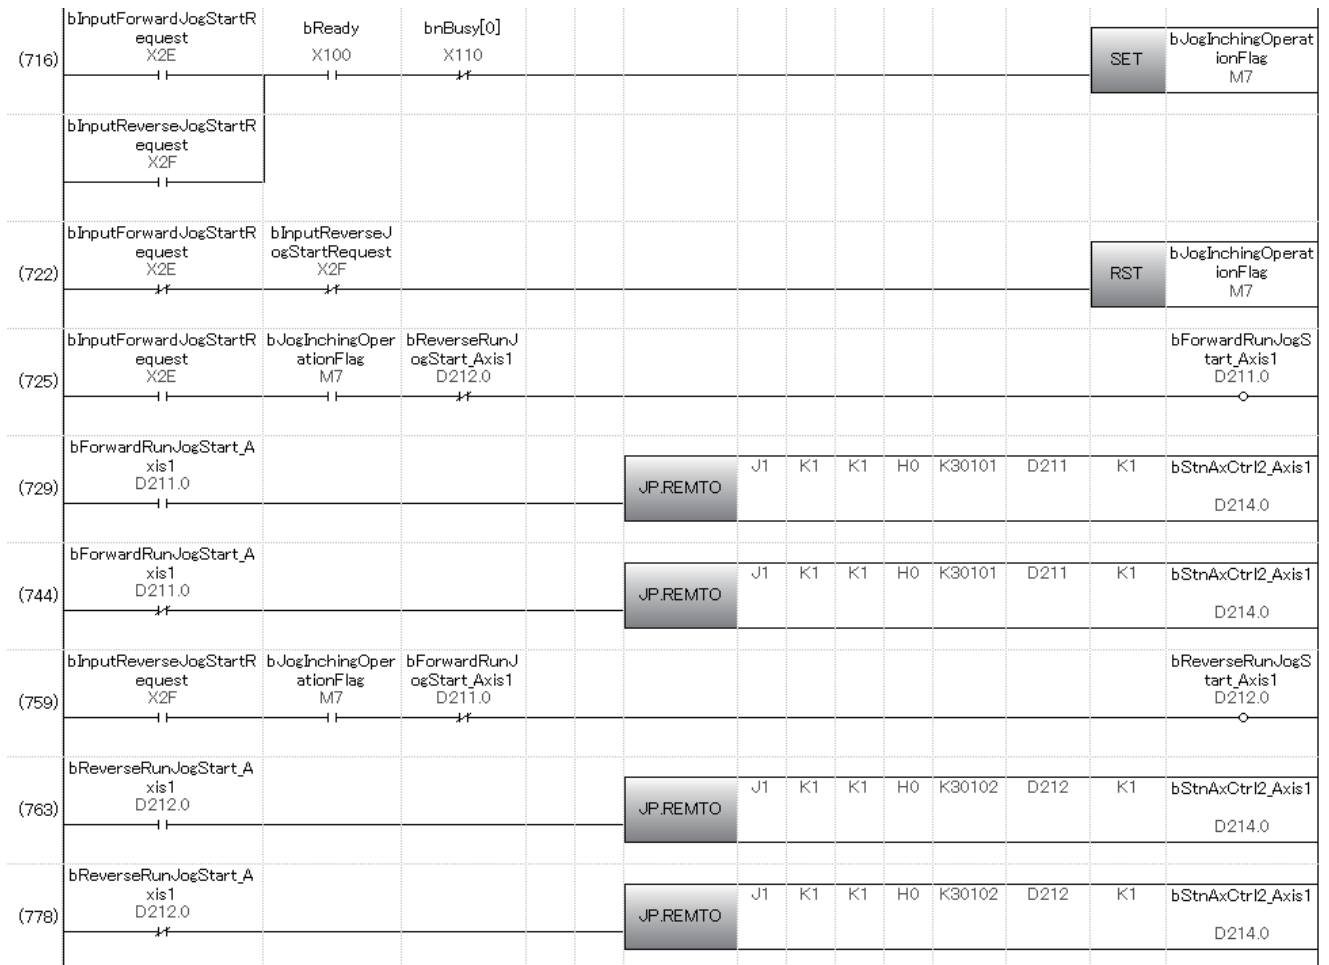 bInputForwardJogStartR
equest
X2E
bReady
X100
bnBusy[0]
X110
(716)
SET
bJogInchingOperat
ionFlag
M7
bInputReverseJogStartR
equest
X2F
bInputForwardJogStartR
equest
X2E
bInputReverseJ
ogStartRequest
X2F
(722)
RST
bJogInchingOperat
ionFlag
M7
bInputForwardJogStartR
equest
X2E
bJogInchingOper
ationFlag
M7
bReverseRunJ
ogStart_Axis1
D212.0
(725)
bForwardRunJogS
tart_Axis1
D211.0
bForwardRunJogStart_A
xis1
D211.0
(729)
JP.REMTO
J1 K1 K1 H0 K30101 D211 K1 bStnAxCtrl2_Axis1
D214.0
bForwardRunJogStart_A
xis1
D211.0
(744)
JP.REMTO
J1 K1 K1 H0 K30101 D211 K1 bStnAxCtrl2_Axis1
D214.0
bInputReverseJogStartR
equest
X2F
bJogInchingOper
ationFlag
M7
bForwardRunJ
ogStart_Axis1
D211.0
(759)
bReverseRunJogS
tart_Axis1
D212.0
bReverseRunJogStart_A
xis1
D212.0
(763)
JP.REMTO
J1 K1 K1 H0 K30102 D212 K1 bStnAxCtrl2_Axis1
D214.0
bReverseRunJogStart_A
xis1
D212.0
(778)
JP.REMTO
J1 K1 K1 H0 K30102 D212 K1 bStnAxCtrl2_Axis1
D214.0